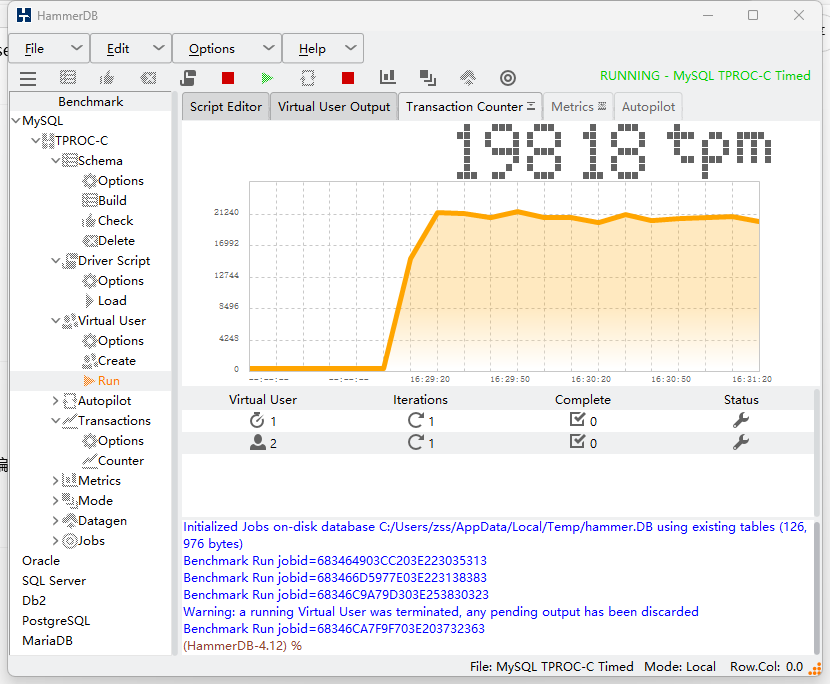 HammerDB
File Edit Options Help
RUNNING - MySQL TPROC-C Timed
Benchmark
MySQL
TPROC-C
Schema
Options
Build
Check
Delete
Driver Script
Options
Load
Virtual User
Options
Create
Run
Autopilot
Transactions
Options
Counter
Metrics
Mode
Datagen
Jobs
Oracle
SQL Server
Db2
PostgreSQL
MariaDB
Script Editor Virtual User Output Transaction Counter Metrics Autopilot
19818 tpm
21240
16992
12744
8496
4248
0
--:--:-- --:--:-- 16:29:20 16:29:50 16:30:20 16:30:50 16:31:20
Virtual User Iterations Complete Status
1 1 0
2 1 0
Initialized Jobs on-disk database C:/Users/zss/AppData/Local/Temp/hammer.DB using existing tables (126,
976 bytes)
Benchmark Run jobid=683464903CC203E223035313
Benchmark Run jobid=683466D5977E03E223138383
Benchmark Run jobid=68346C9A79D303E253830323
Warning: a running Virtual User was terminated, any pending output has been discarded
Benchmark Run jobid=68346CA7F9F703E203732363
(HammerDB-4.12) %
File: MySQL TPROC-C Timed Mode: Local Row.Col: 0.0